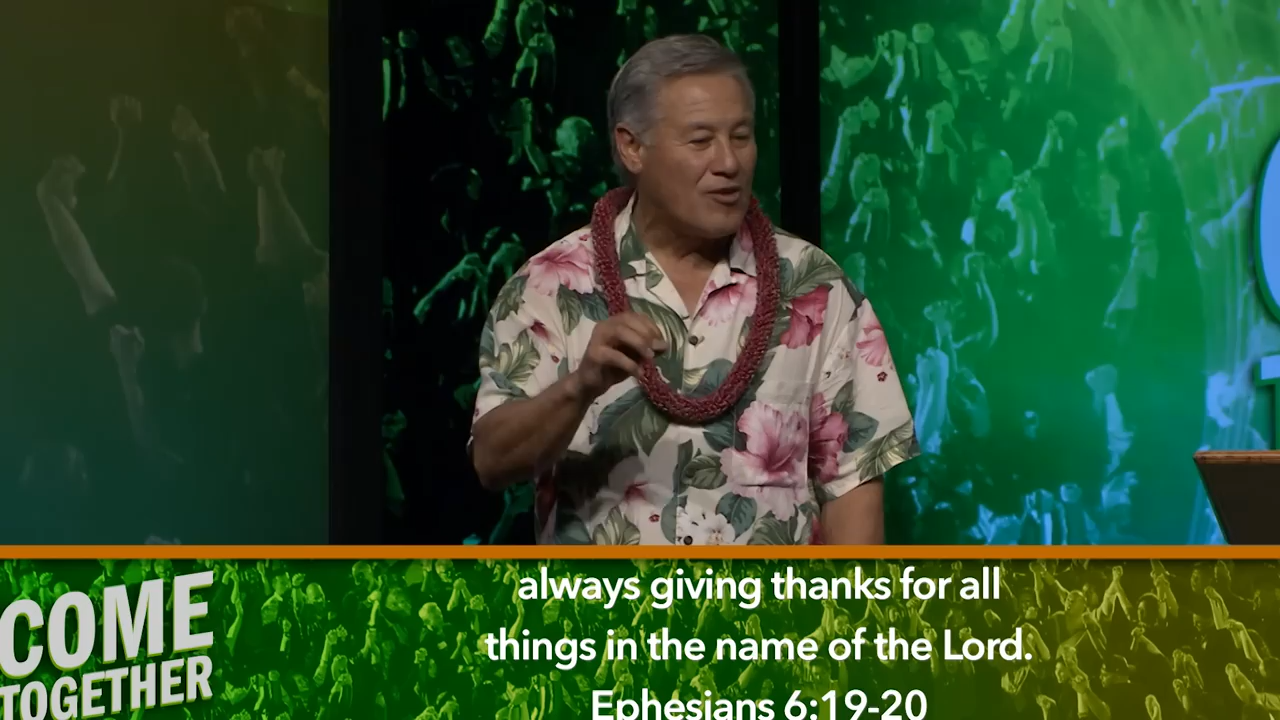 COME
TOGETHER
always giving thanks for all
things in the name of the Lord.
Ephesians 6:19-20